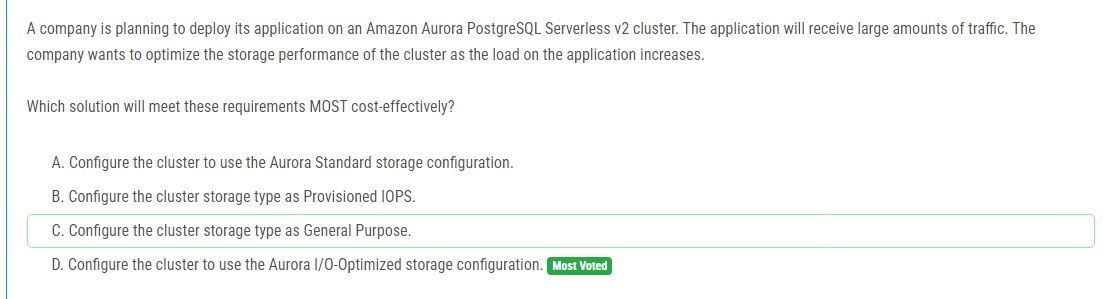 A company is planning to deploy its application on an Amazon Aurora PostgreSQL Serverless v2 cluster. The application will receive large amounts of traffic. The
company wants to optimize the storage performance of the cluster as the load on the application increases.
Which solution will meet these requirements MOST cost-effectively?
A. Configure the cluster to use the Aurora Standard storage configuration.
B. Configure the cluster storage type as Provisioned IOPS.
C. Configure the cluster storage type as General Purpose.
D. Configure the cluster to use the Aurora I/O-Optimized storage configuration. Most Voted